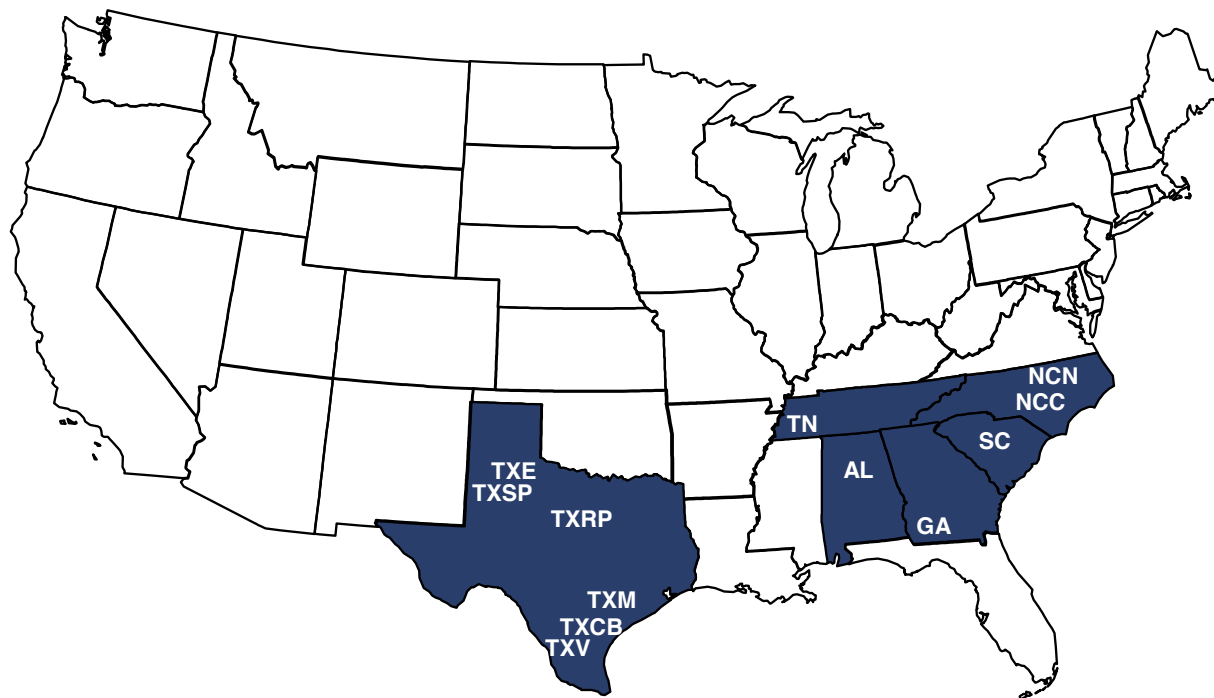 NCN
NCC
TN
SC
AL
TXE
TXSP
TXRP
GA
TXM
TXCB
TXV